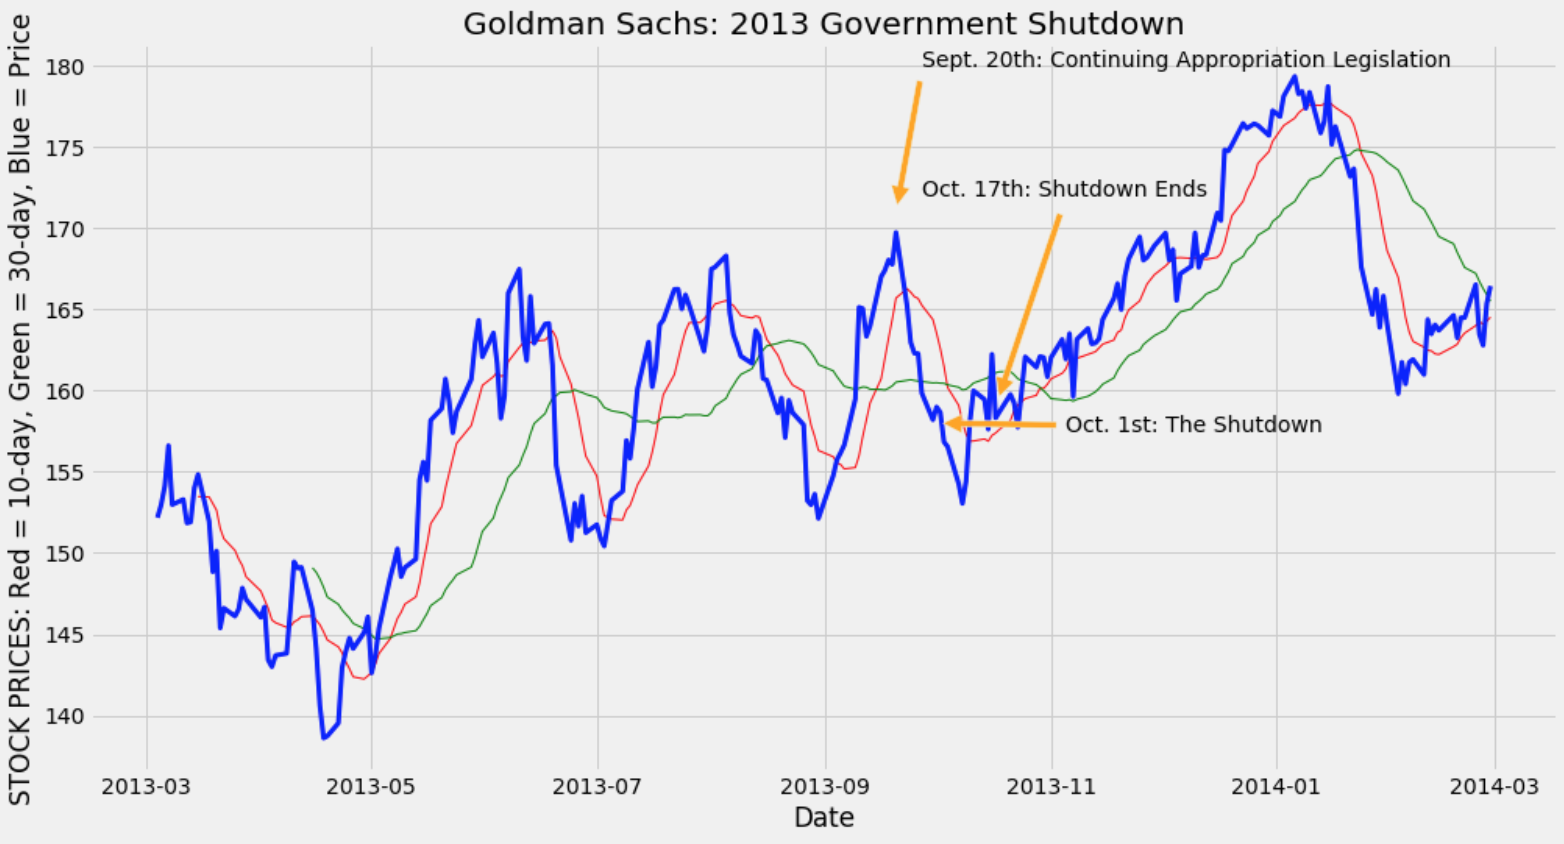 Goldman Sachs: 2013 Government Shutdown
STOCK PRICES: Red = 10-day, Green = 30-day, Blue = Price
180
175
170
165
160
155
150
145
140
Sept. 20th: Continuing Appropriation Legislation
Oct. 17th: Shutdown Ends
Oct. 1st: The Shutdown
2013-03 2013-05 2013-07 2013-09 2013-11 2014-01 2014-03
Date